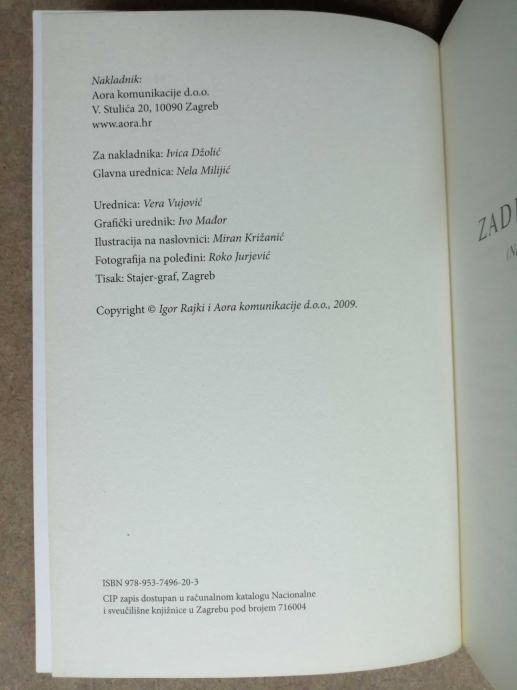 Nakladnik:
Aora komunikacije d.o.o.
V. Stulića 20, 10090 Zagreb
www.aora.hr
Za nakladnika: Ivica Džolić
Glavna urednica: Nela Milijić
Urednica: Vera Vujović
Grafički urednik: Ivo Mador
Ilustracija na naslovnici: Miran Križanić
Fotografija na poleđini: Roko Jurjević
Tisak: Stajer-graf, Zagreb
Copyright © Igor Rajki i Aora komunikacije d.o.o., 2009.
ISBN 978-953-7496-20-3
CIP zapis dostupan u računalnom katalogu Nacionalne
i sveučilišne knjižnice u Zagrebu pod brojem 716004